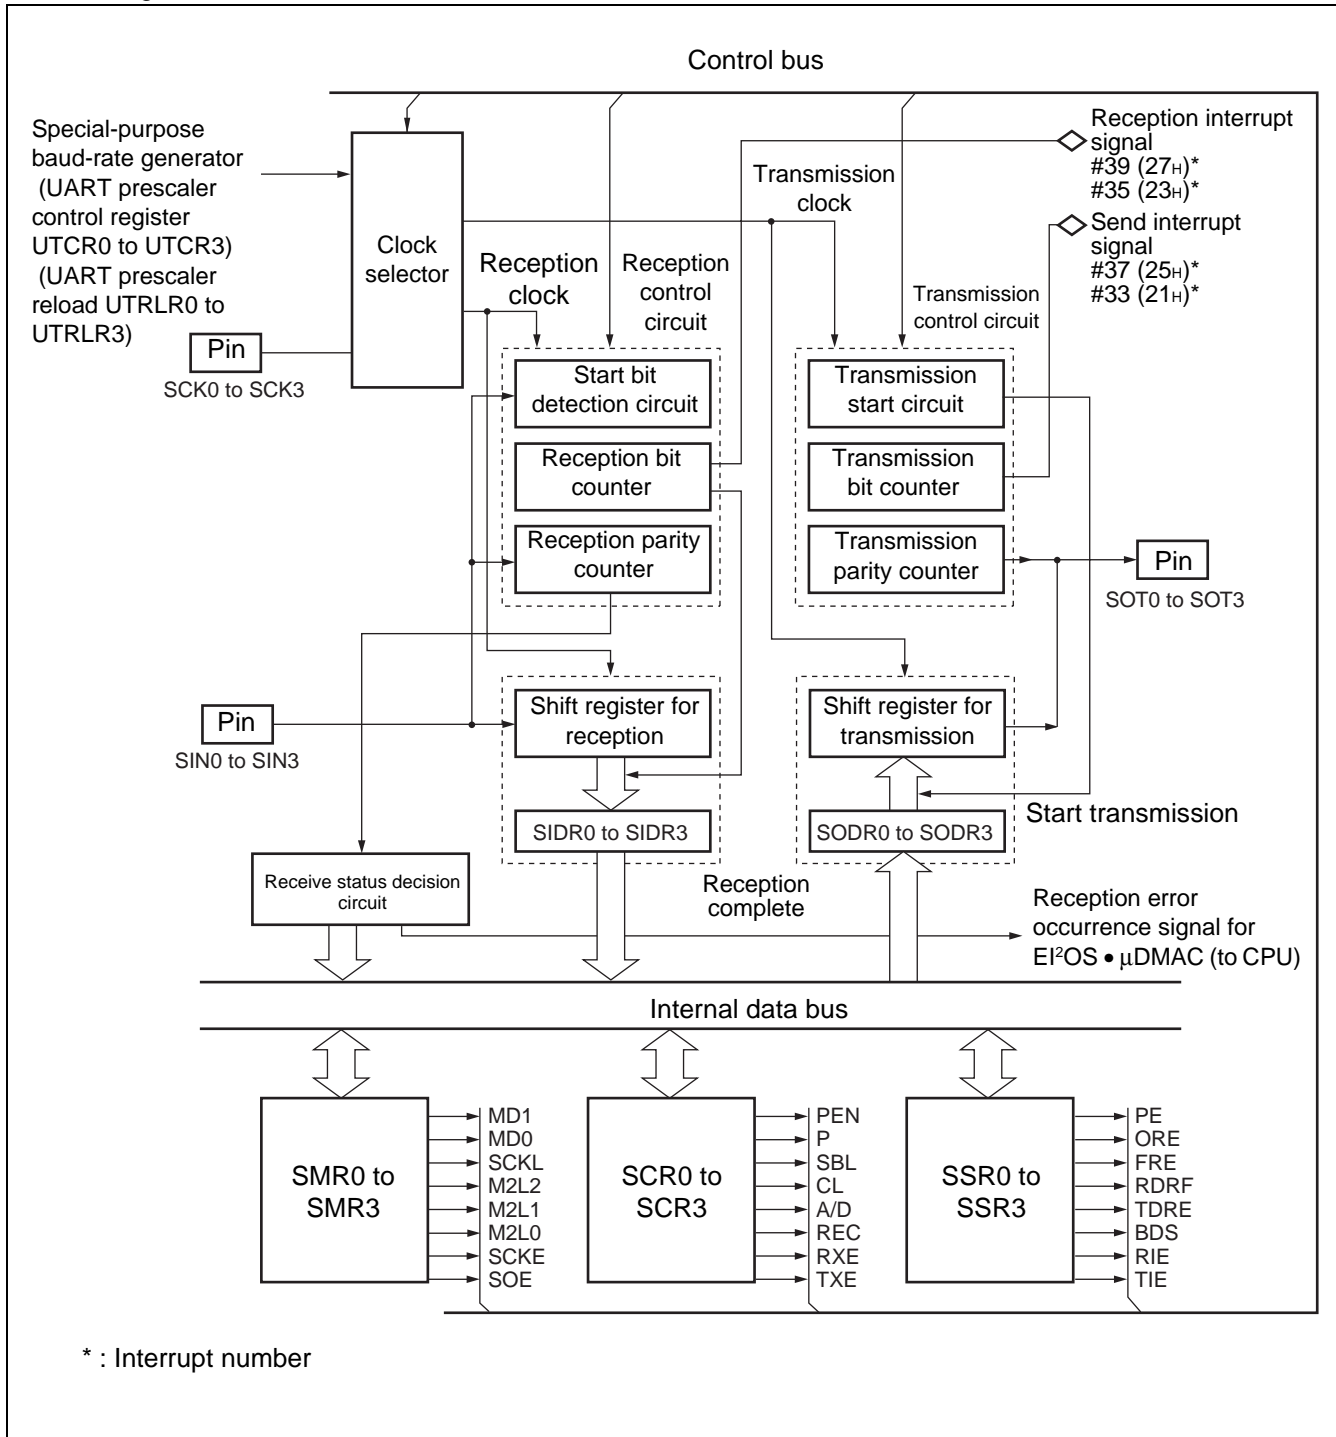 Control bus
Special-purpose
baud-rate generator
(UART prescaler
control register
UTCR0 to UTCR3)
(UART prescaler
reload UTRLR0 to
UTRLR3)
Pin
SCK0 to SCK3
Clock
selector
Reception
clock
Reception
control
circuit
Transmission
clock
Transmission
control circuit
Reception interrupt
signal
#39 (27H)*
#35 (23H)*
Send interrupt
signal
#37 (25H)*
#33 (21H)*
Start bit
detection circuit
Reception bit
counter
Reception parity
counter
Transmission
start circuit
Transmission
bit counter
Transmission
parity counter
Pin
SOT0 to SOT3
Pin
SIN0 to SIN3
Shift register for
reception
SIDR0 to SIDR3
Shift register for
transmission
SODR0 to SODR3
Start transmission
Receive status decision
circuit
Reception
complete
Reception error
occurrence signal for
EI²OS • μDMAC (to CPU)
Internal data bus
SMR0 to
SMR3
MD1
MD0
SCKL
M2L2
M2L1
M2L0
SCKE
SOE
SCR0 to
SCR3
PEN
P
SBL
CL
A/D
REC
RXE
TXE
SSR0 to
SSR3
PE
ORE
FRE
RDRF
TDRE
BDS
RIE
TIE
* : Interrupt number